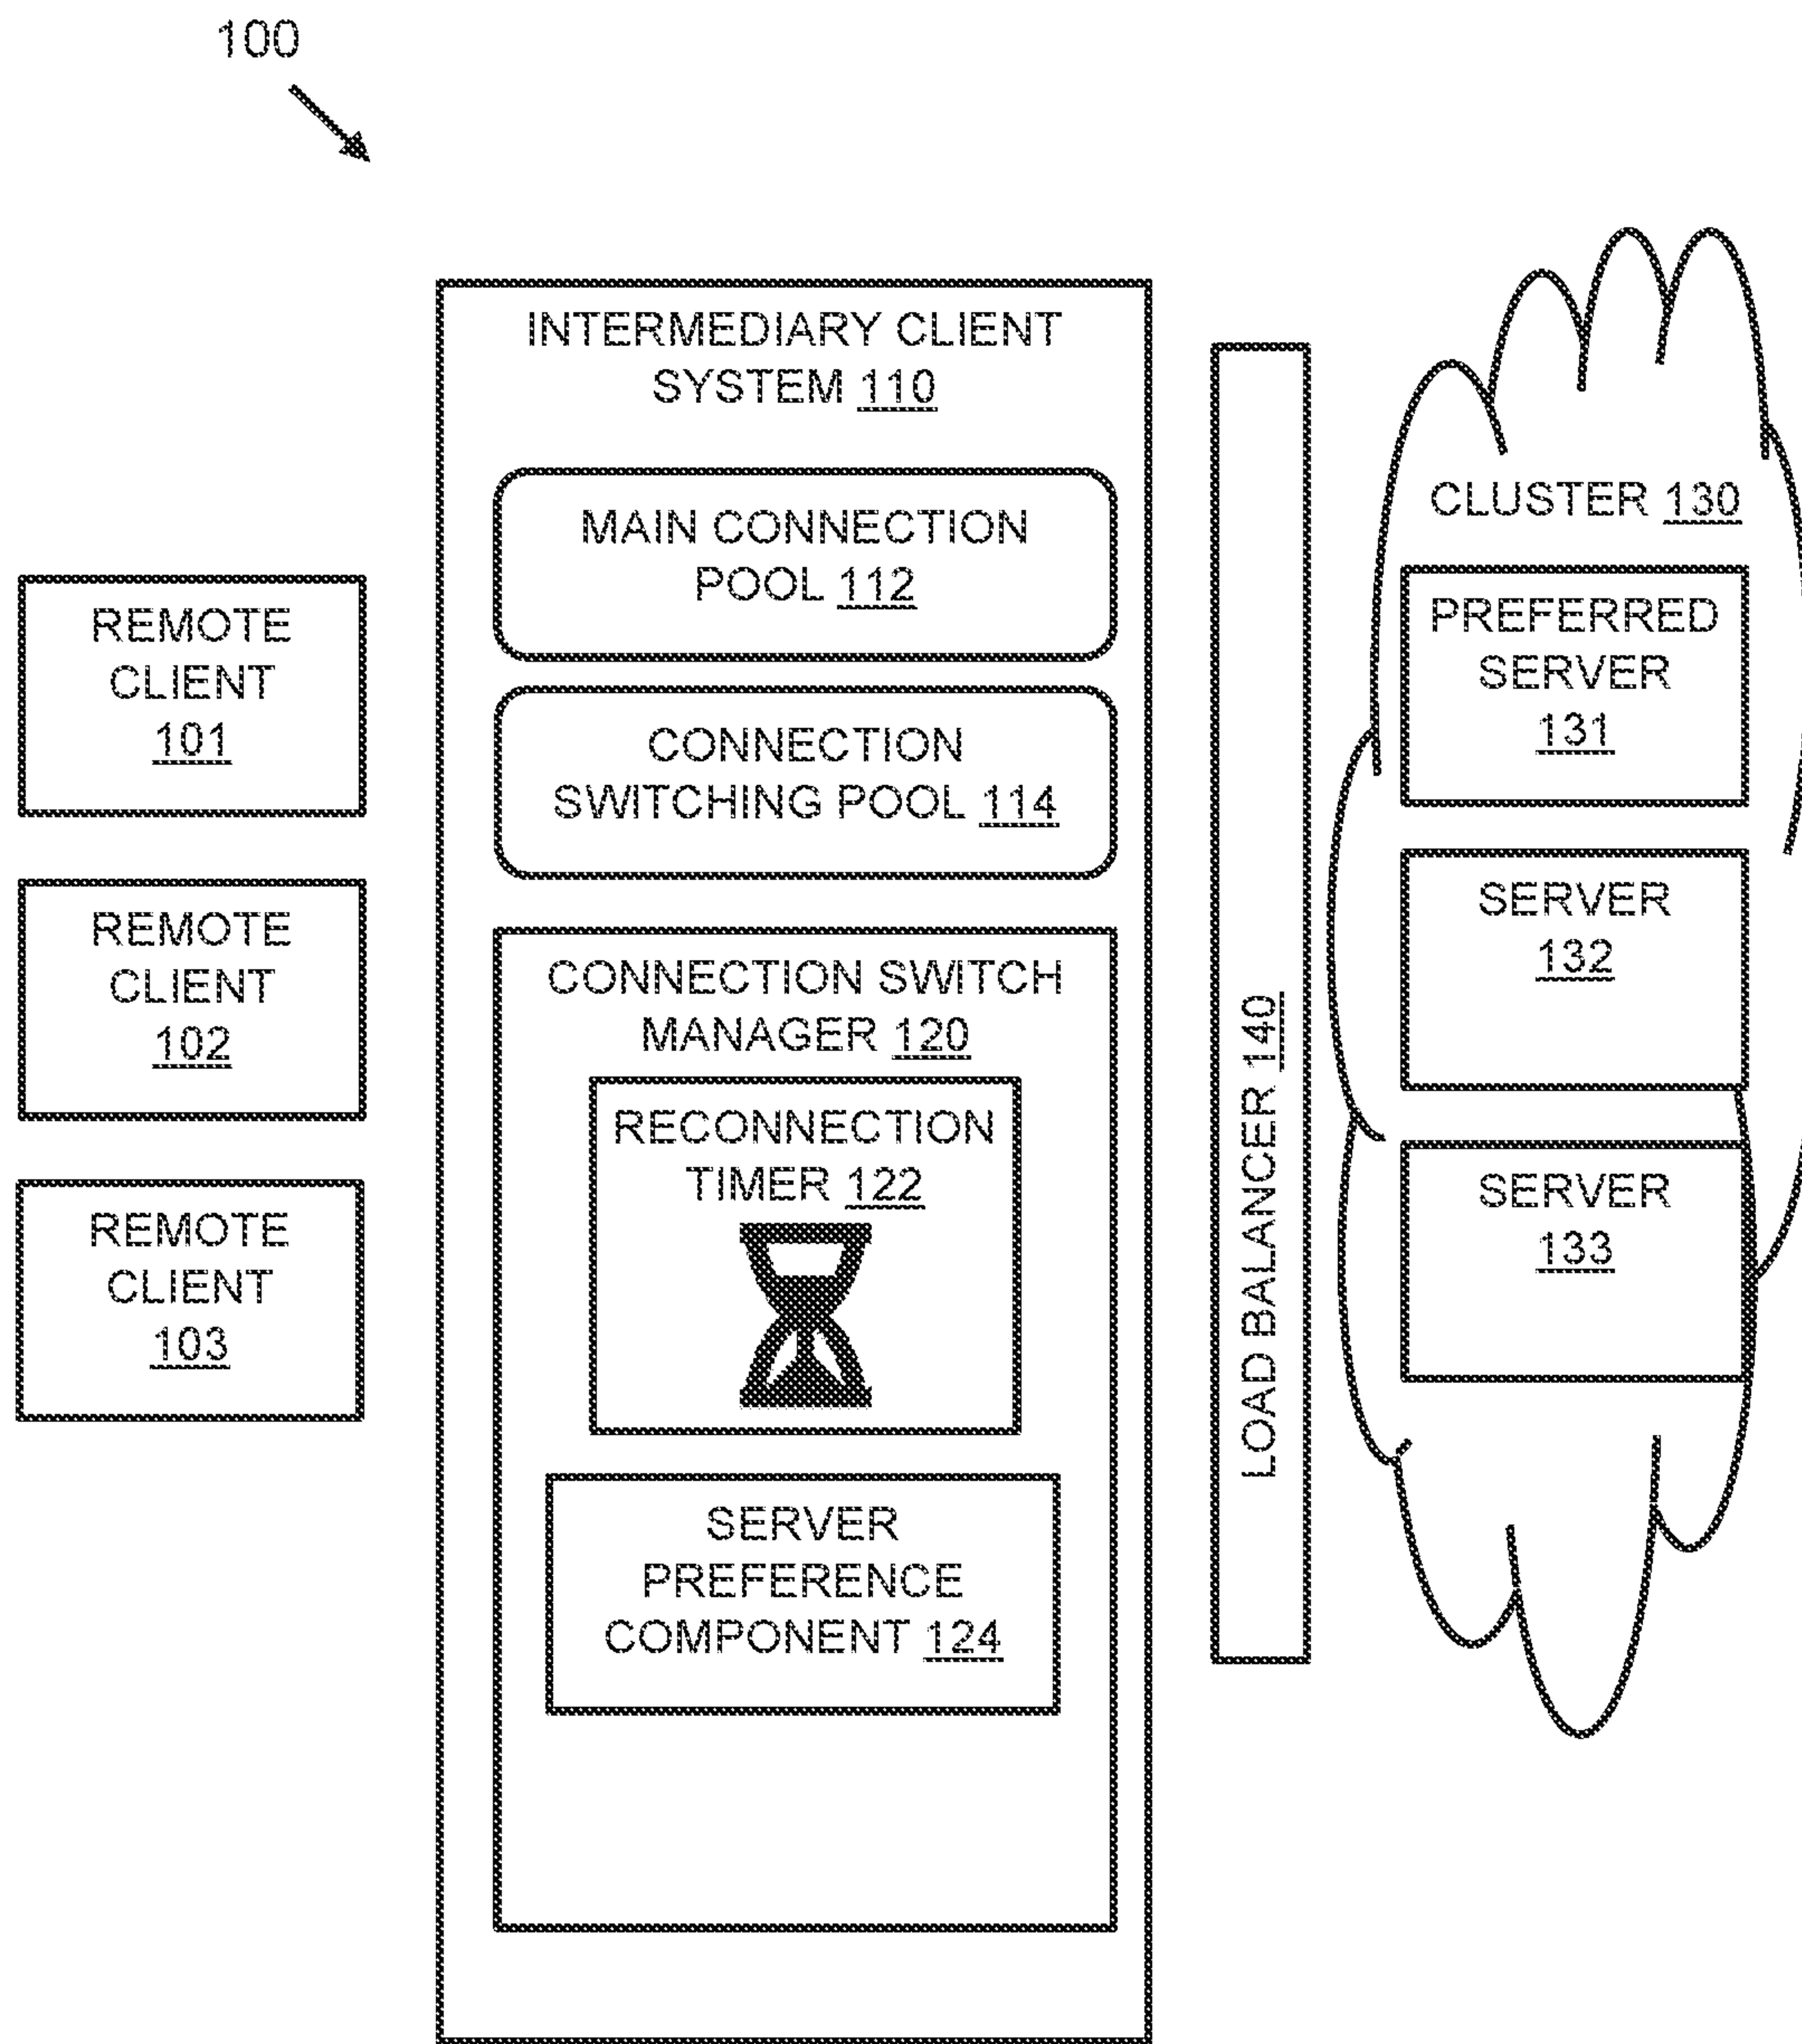 100
REMOTE
CLIENT
101
REMOTE
CLIENT
102
REMOTE
CLIENT
103
INTERMEDIARY CLIENT
SYSTEM 110
MAIN CONNECTION
POOL 112
CONNECTION
SWITCHING POOL 114
CONNECTION SWITCH
MANAGER 120
RECONNECTION
TIMER 122
SERVER
PREFERENCE
COMPONENT 124
LOAD BALANCER 140
CLUSTER 130
PREFERRED
SERVER
131
SERVER
132
SERVER
133